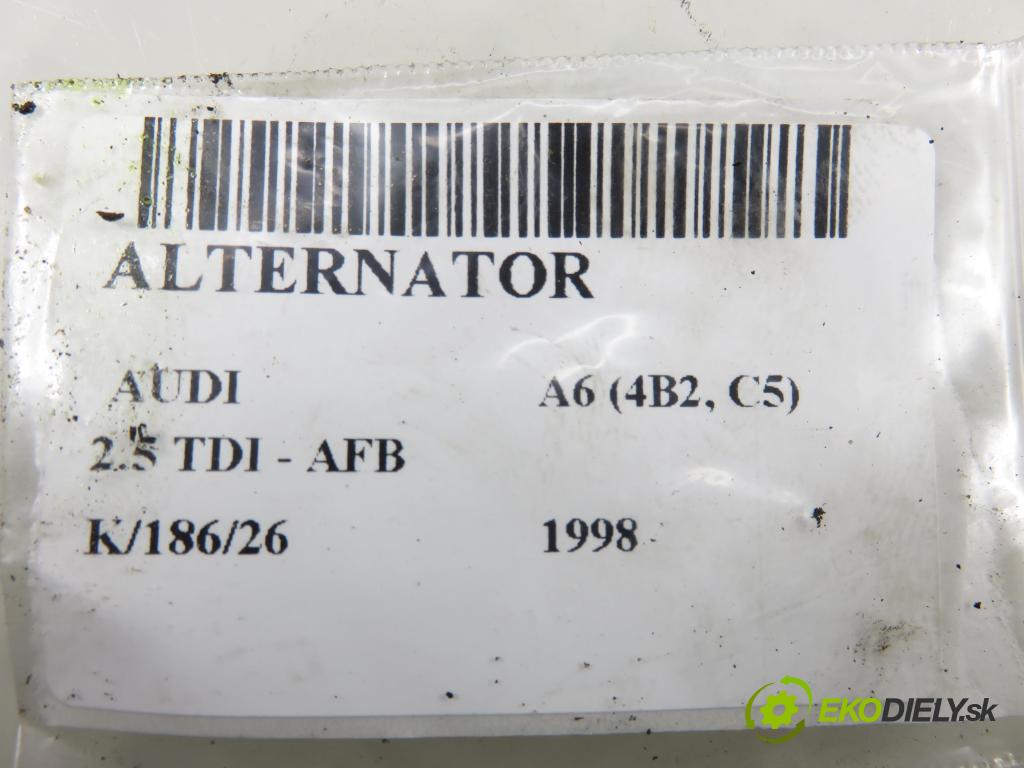 ALTERNATOR
AUDI A6 (4B2, C5)
2.5 TDI - AFB
K/186/26 1998
EKODIELY.sk